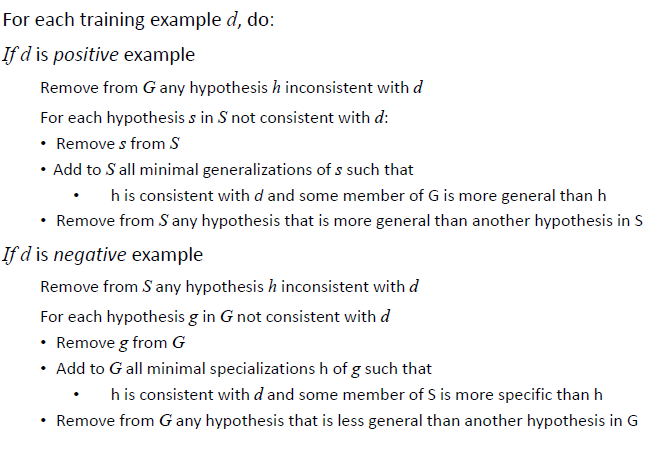 For each training example d, do:
If d is positive example
Remove from G any hypothesis h inconsistent with d
For each hypothesis s in S not consistent with d:
• Remove s from S
• Add to S all minimal generalizations of s such that
• h is consistent with d and some member of G is more general than h
• Remove from S any hypothesis that is more general than another hypothesis in S
If d is negative example
Remove from S any hypothesis h inconsistent with d
For each hypothesis g in G not consistent with d
• Remove g from G
• Add to G all minimal specializations h of g such that
• h is consistent with d and some member of S is more specific than h
• Remove from G any hypothesis that is less general than another hypothesis in G